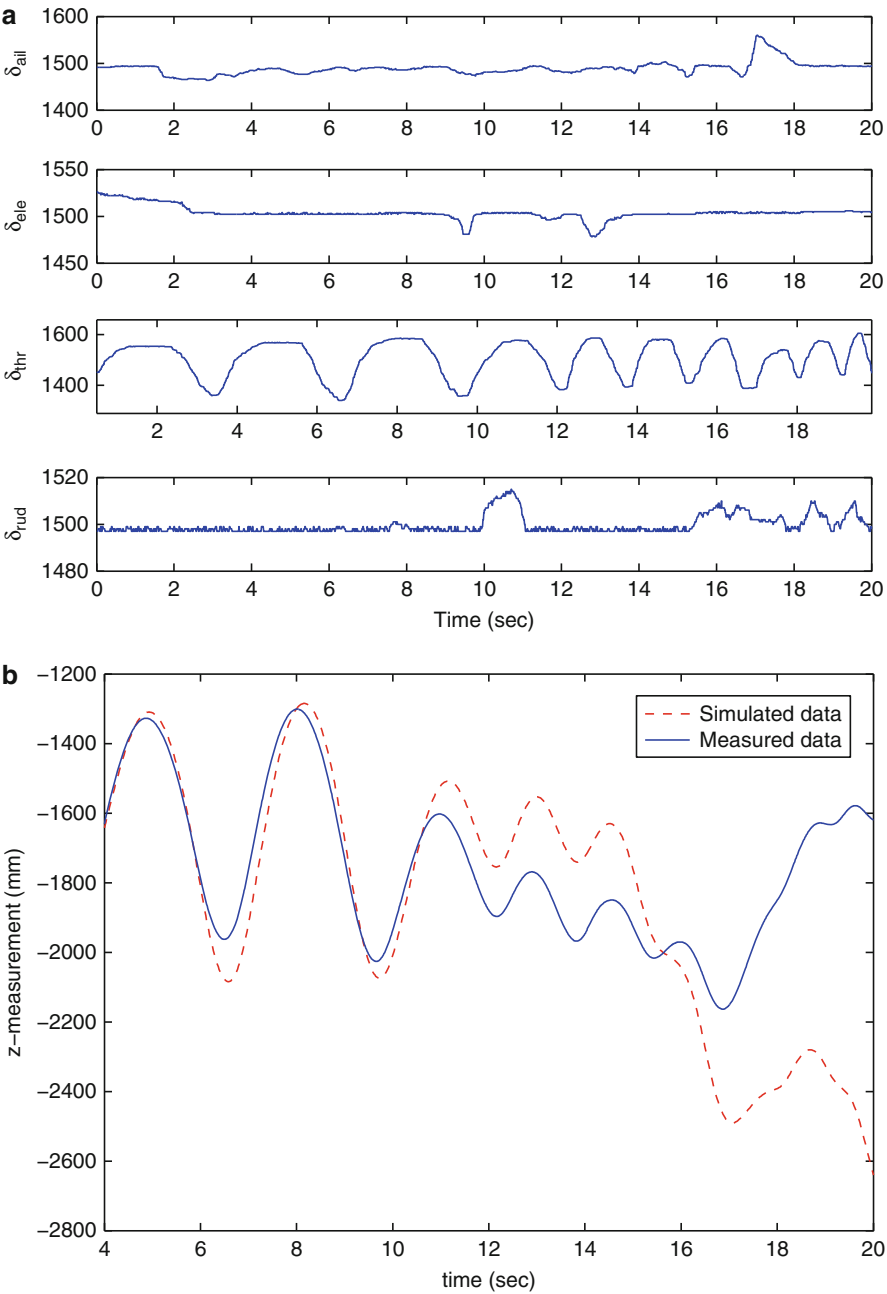 a
δail
1600
1500
1400
0 2 4 6 8 10 12 14 16 18 20
δele
1550
1500
1450
0 2 4 6 8 10 12 14 16 18 20
δthr
1600
1400
2 4 6 8 10 12 14 16 18
δrud
1520
1500
1480
0 2 4 6 8 10 12 14 16 18 20
Time (sec)
b
z−measurement (mm)
−1200
−1400
−1600
−1800
−2000
−2200
−2400
−2600
−2800
Simulated data
Measured data
4 6 8 10 12 14 16 18 20
time (sec)